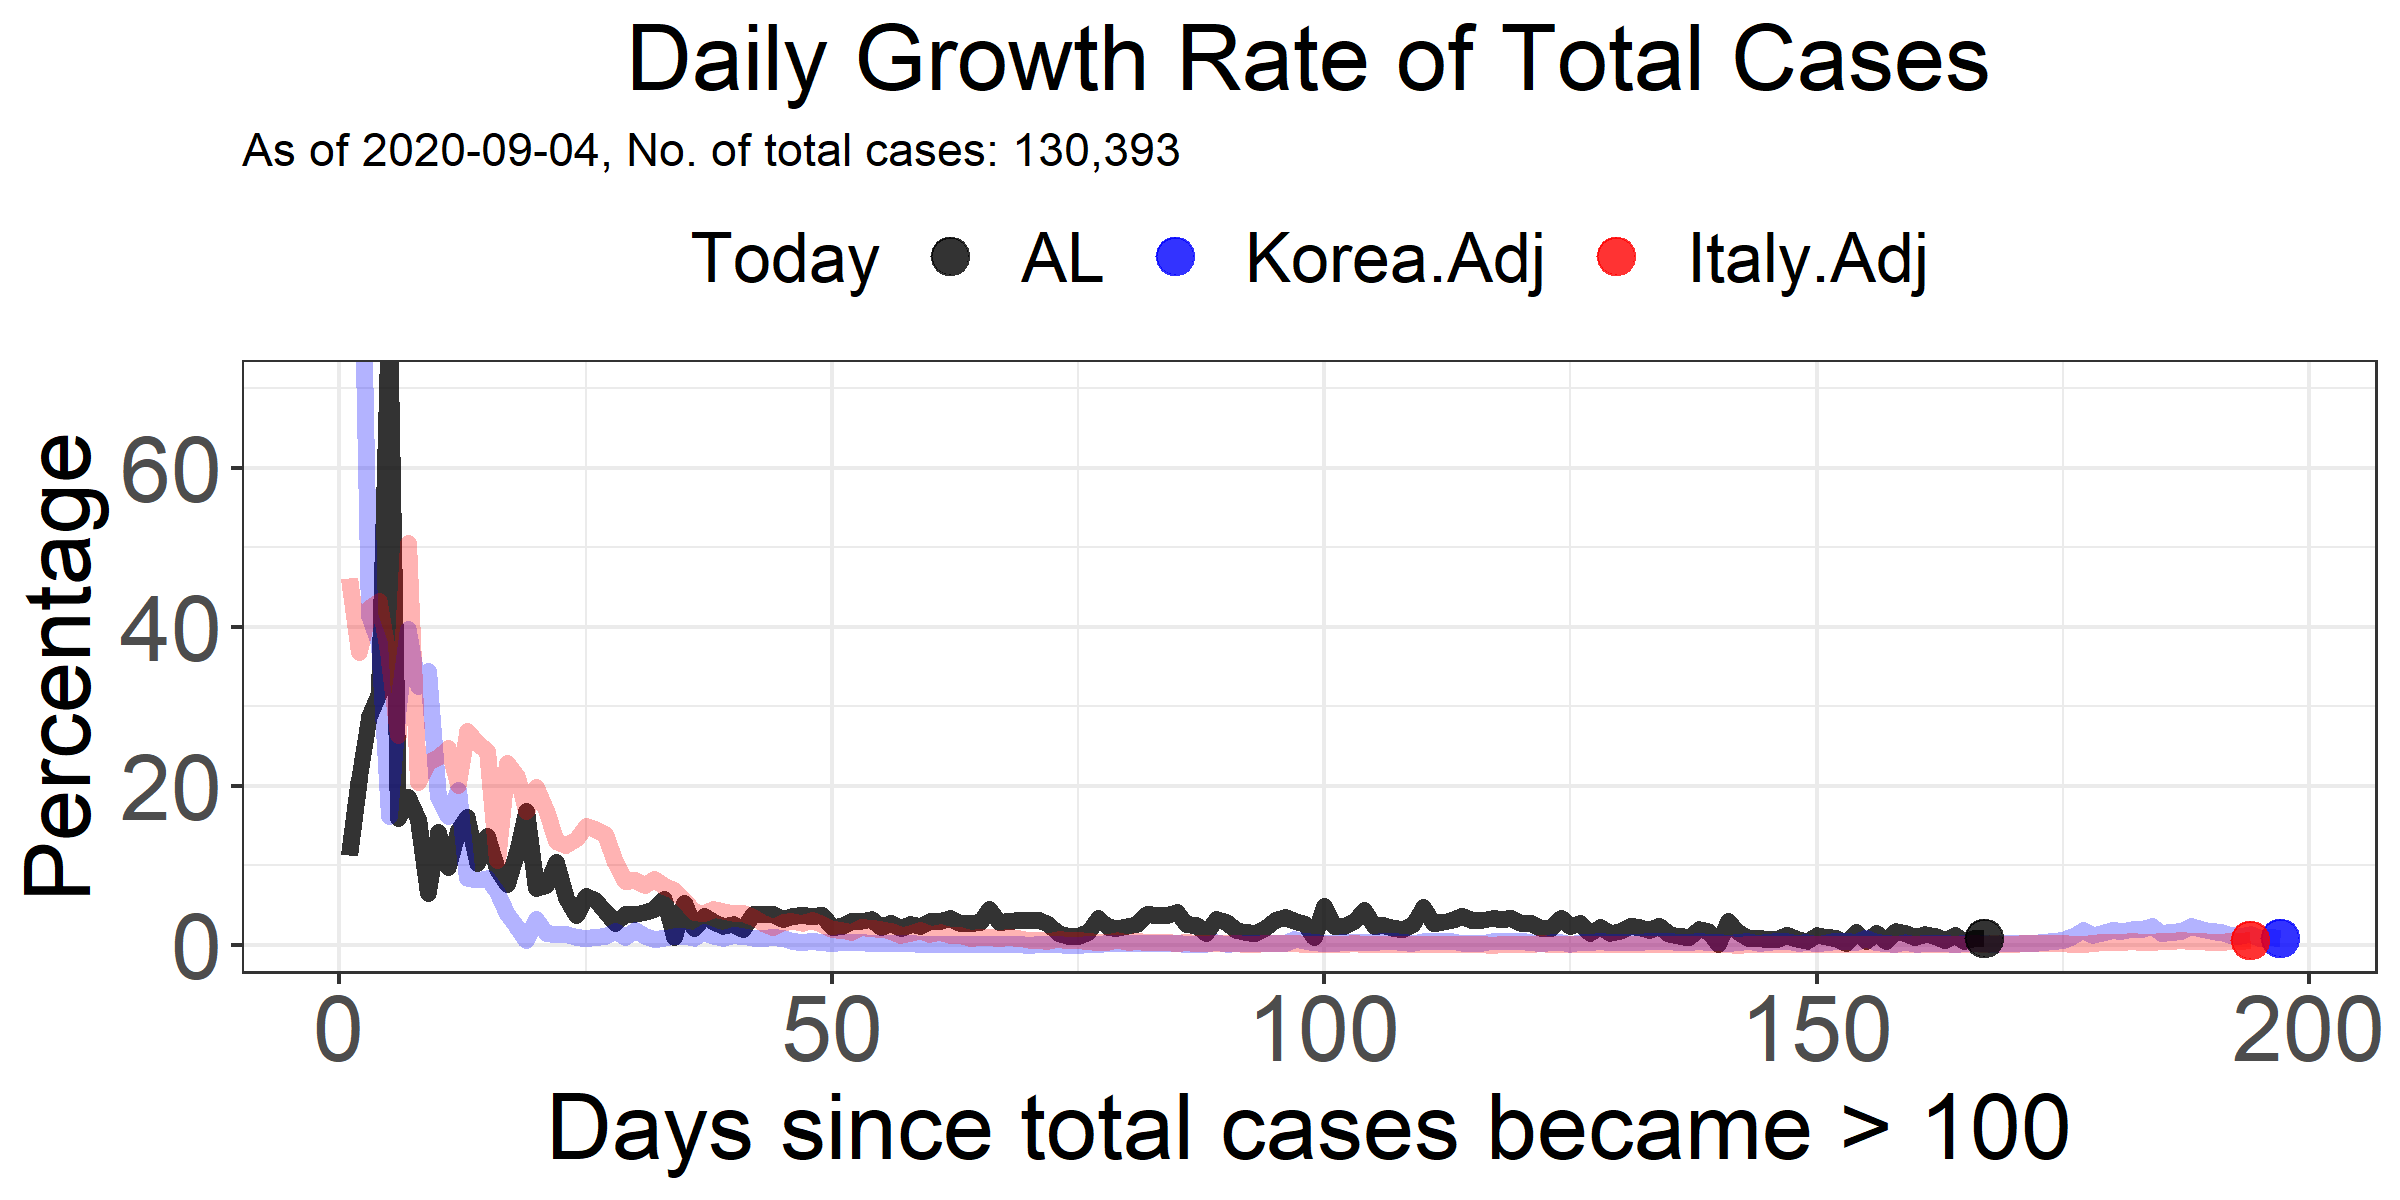 Daily Growth Rate of Total Cases
As of 2020-09-04, No. of total cases: 130,393
Today AL Korea.Adj Italy.Adj
Percentage
60
40
20
0
0 50 100 150 200
Days since total cases became > 100